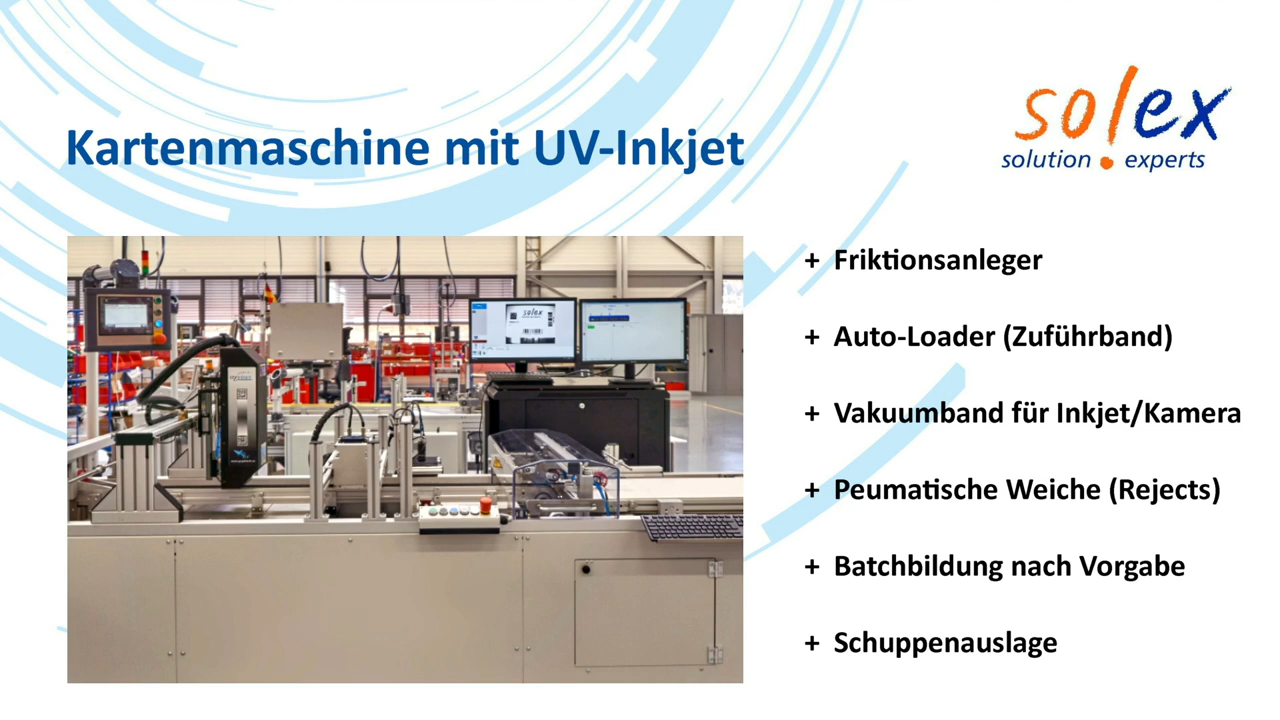 solex
solution experts
Kartenmaschine mit UV-Inkjet
+ Friktionsanleger
+ Auto-Loader (Zuführband)
+ Vakuumband für Inkjet/Kamera
+ Peumatische Weiche (Rejects)
+ Batchbildung nach Vorgabe
+ Schuppenauslage
solex